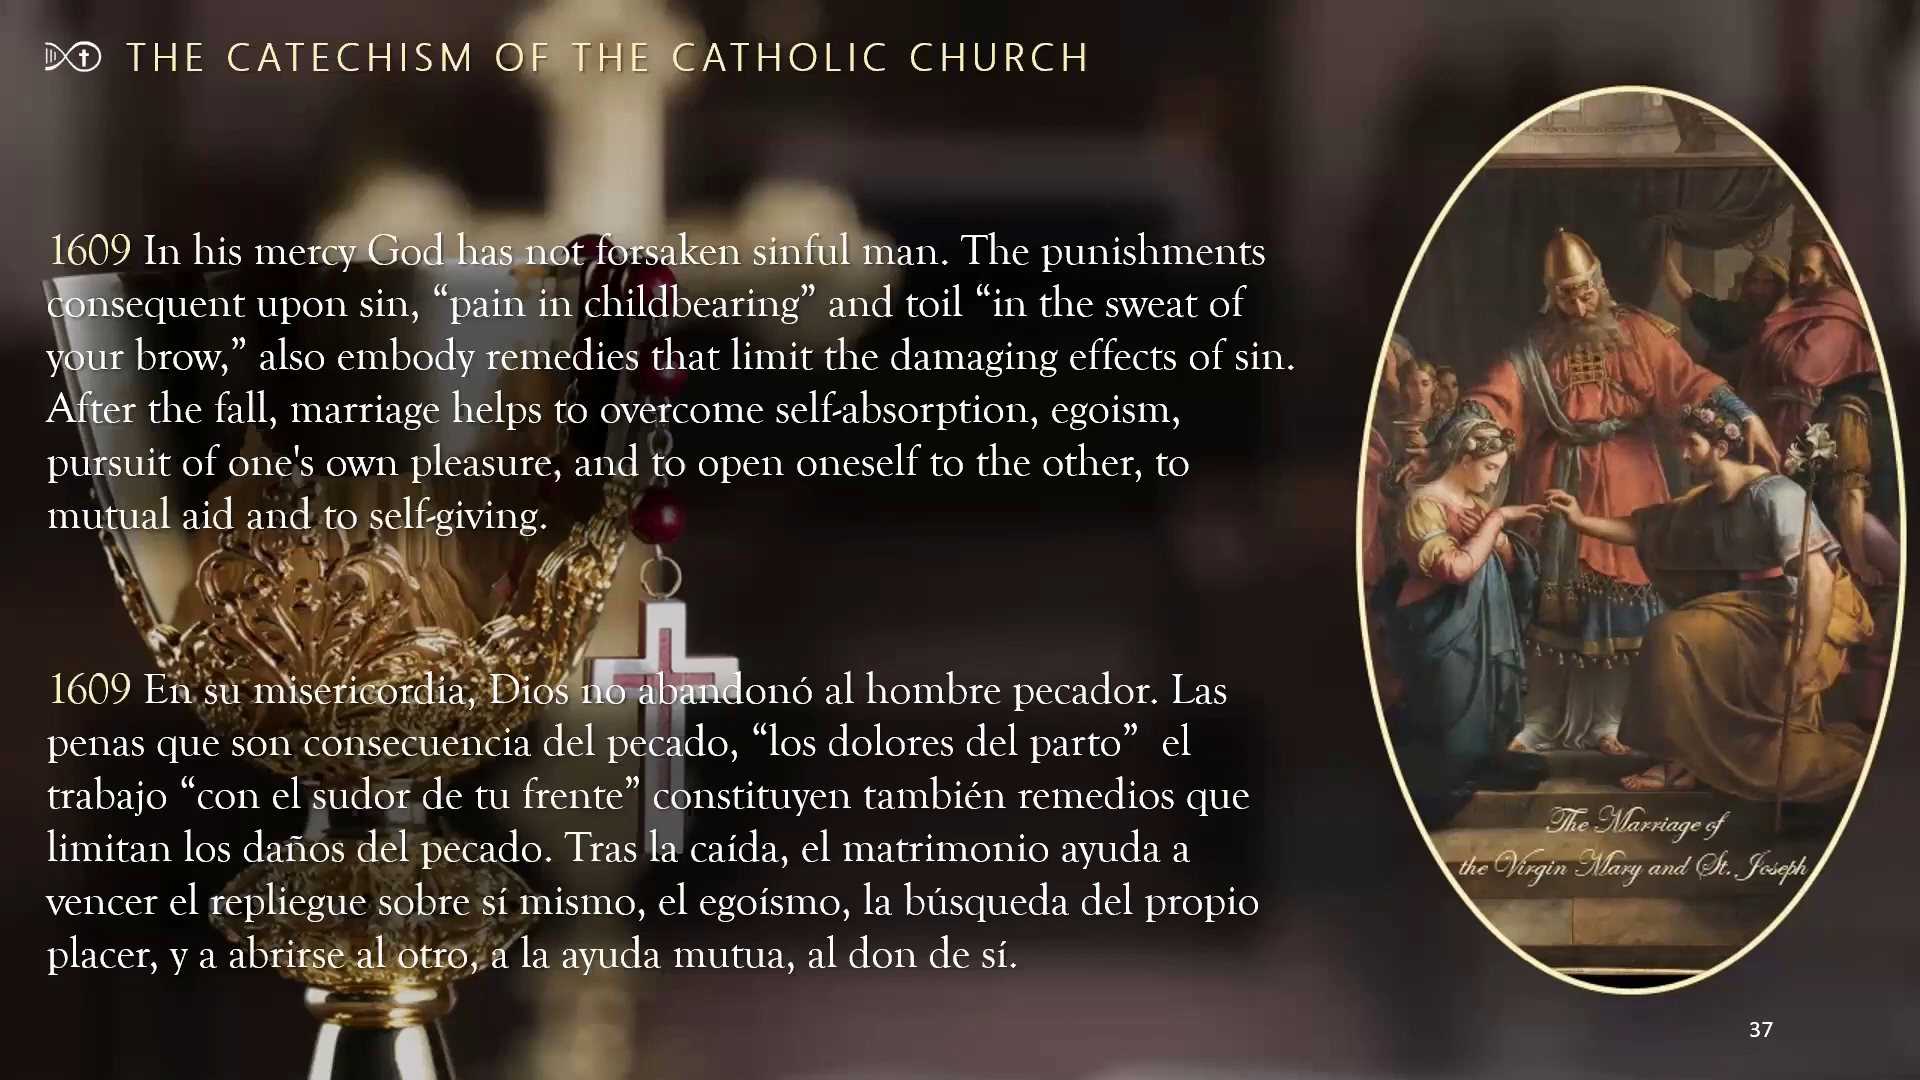 THE CATECHISM OF THE CATHOLIC CHURCH
1609 In his mercy God has not forsaken sinful man. The punishments
consequent upon sin, “pain in childbearing” and toil “in the sweat of
your brow,” also embody remedies that limit the damaging effects of sin.
After the fall, marriage helps to overcome self-absorption, egoism,
pursuit of one's own pleasure, and to open oneself to the other, to
mutual aid and to self-giving.
1609 En su misericordia, Dios no abandonó al hombre pecador. Las
penas que son consecuencia del pecado, “los dolores del parto”  el
trabajo “con el sudor de tu frente” constituyen también remedios que
limitan los daños del pecado. Tras la caída, el matrimonio ayuda a
vencer el repliegue sobre sí mismo, el egoísmo, la búsqueda del propio
placer, y a abrirse al otro, a la ayuda mutua, al don de sí.
The Marriage of
the Virgin Mary and St. Joseph
37